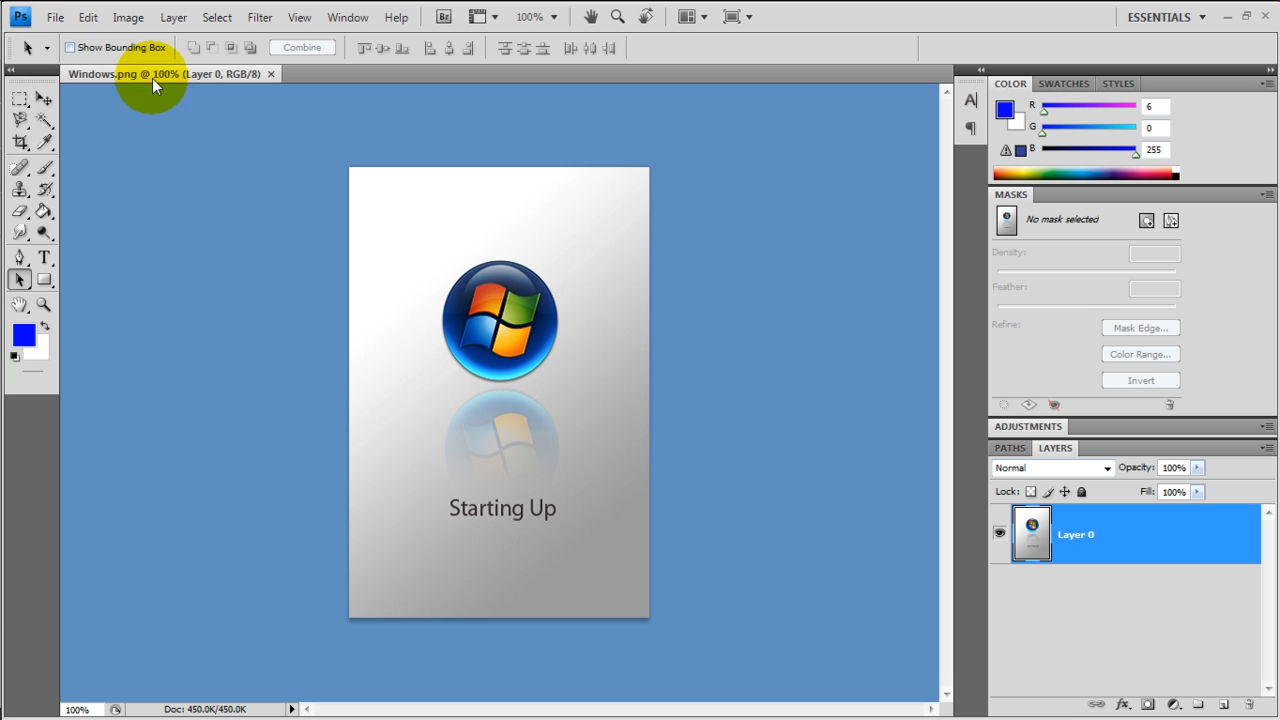 Ps File Edit Image Layer Select Filter View Window Help Br 100% ESSENTIALS
Show Bounding Box Combine
Windows.png @ 100% (Layer 0, RGB/8)
COLOR SWATCHES STYLES
R 6
G 0
B 255
MASKS
No mask selected
Density:
Feather:
Refine: Mask Edge...
Color Range...
Invert
ADJUSTMENTS
PATHS LAYERS
Normal Opacity: 100%
Lock: Fill: 100%
Layer 0
Starting Up
100% Doc: 450.0K/450.0K